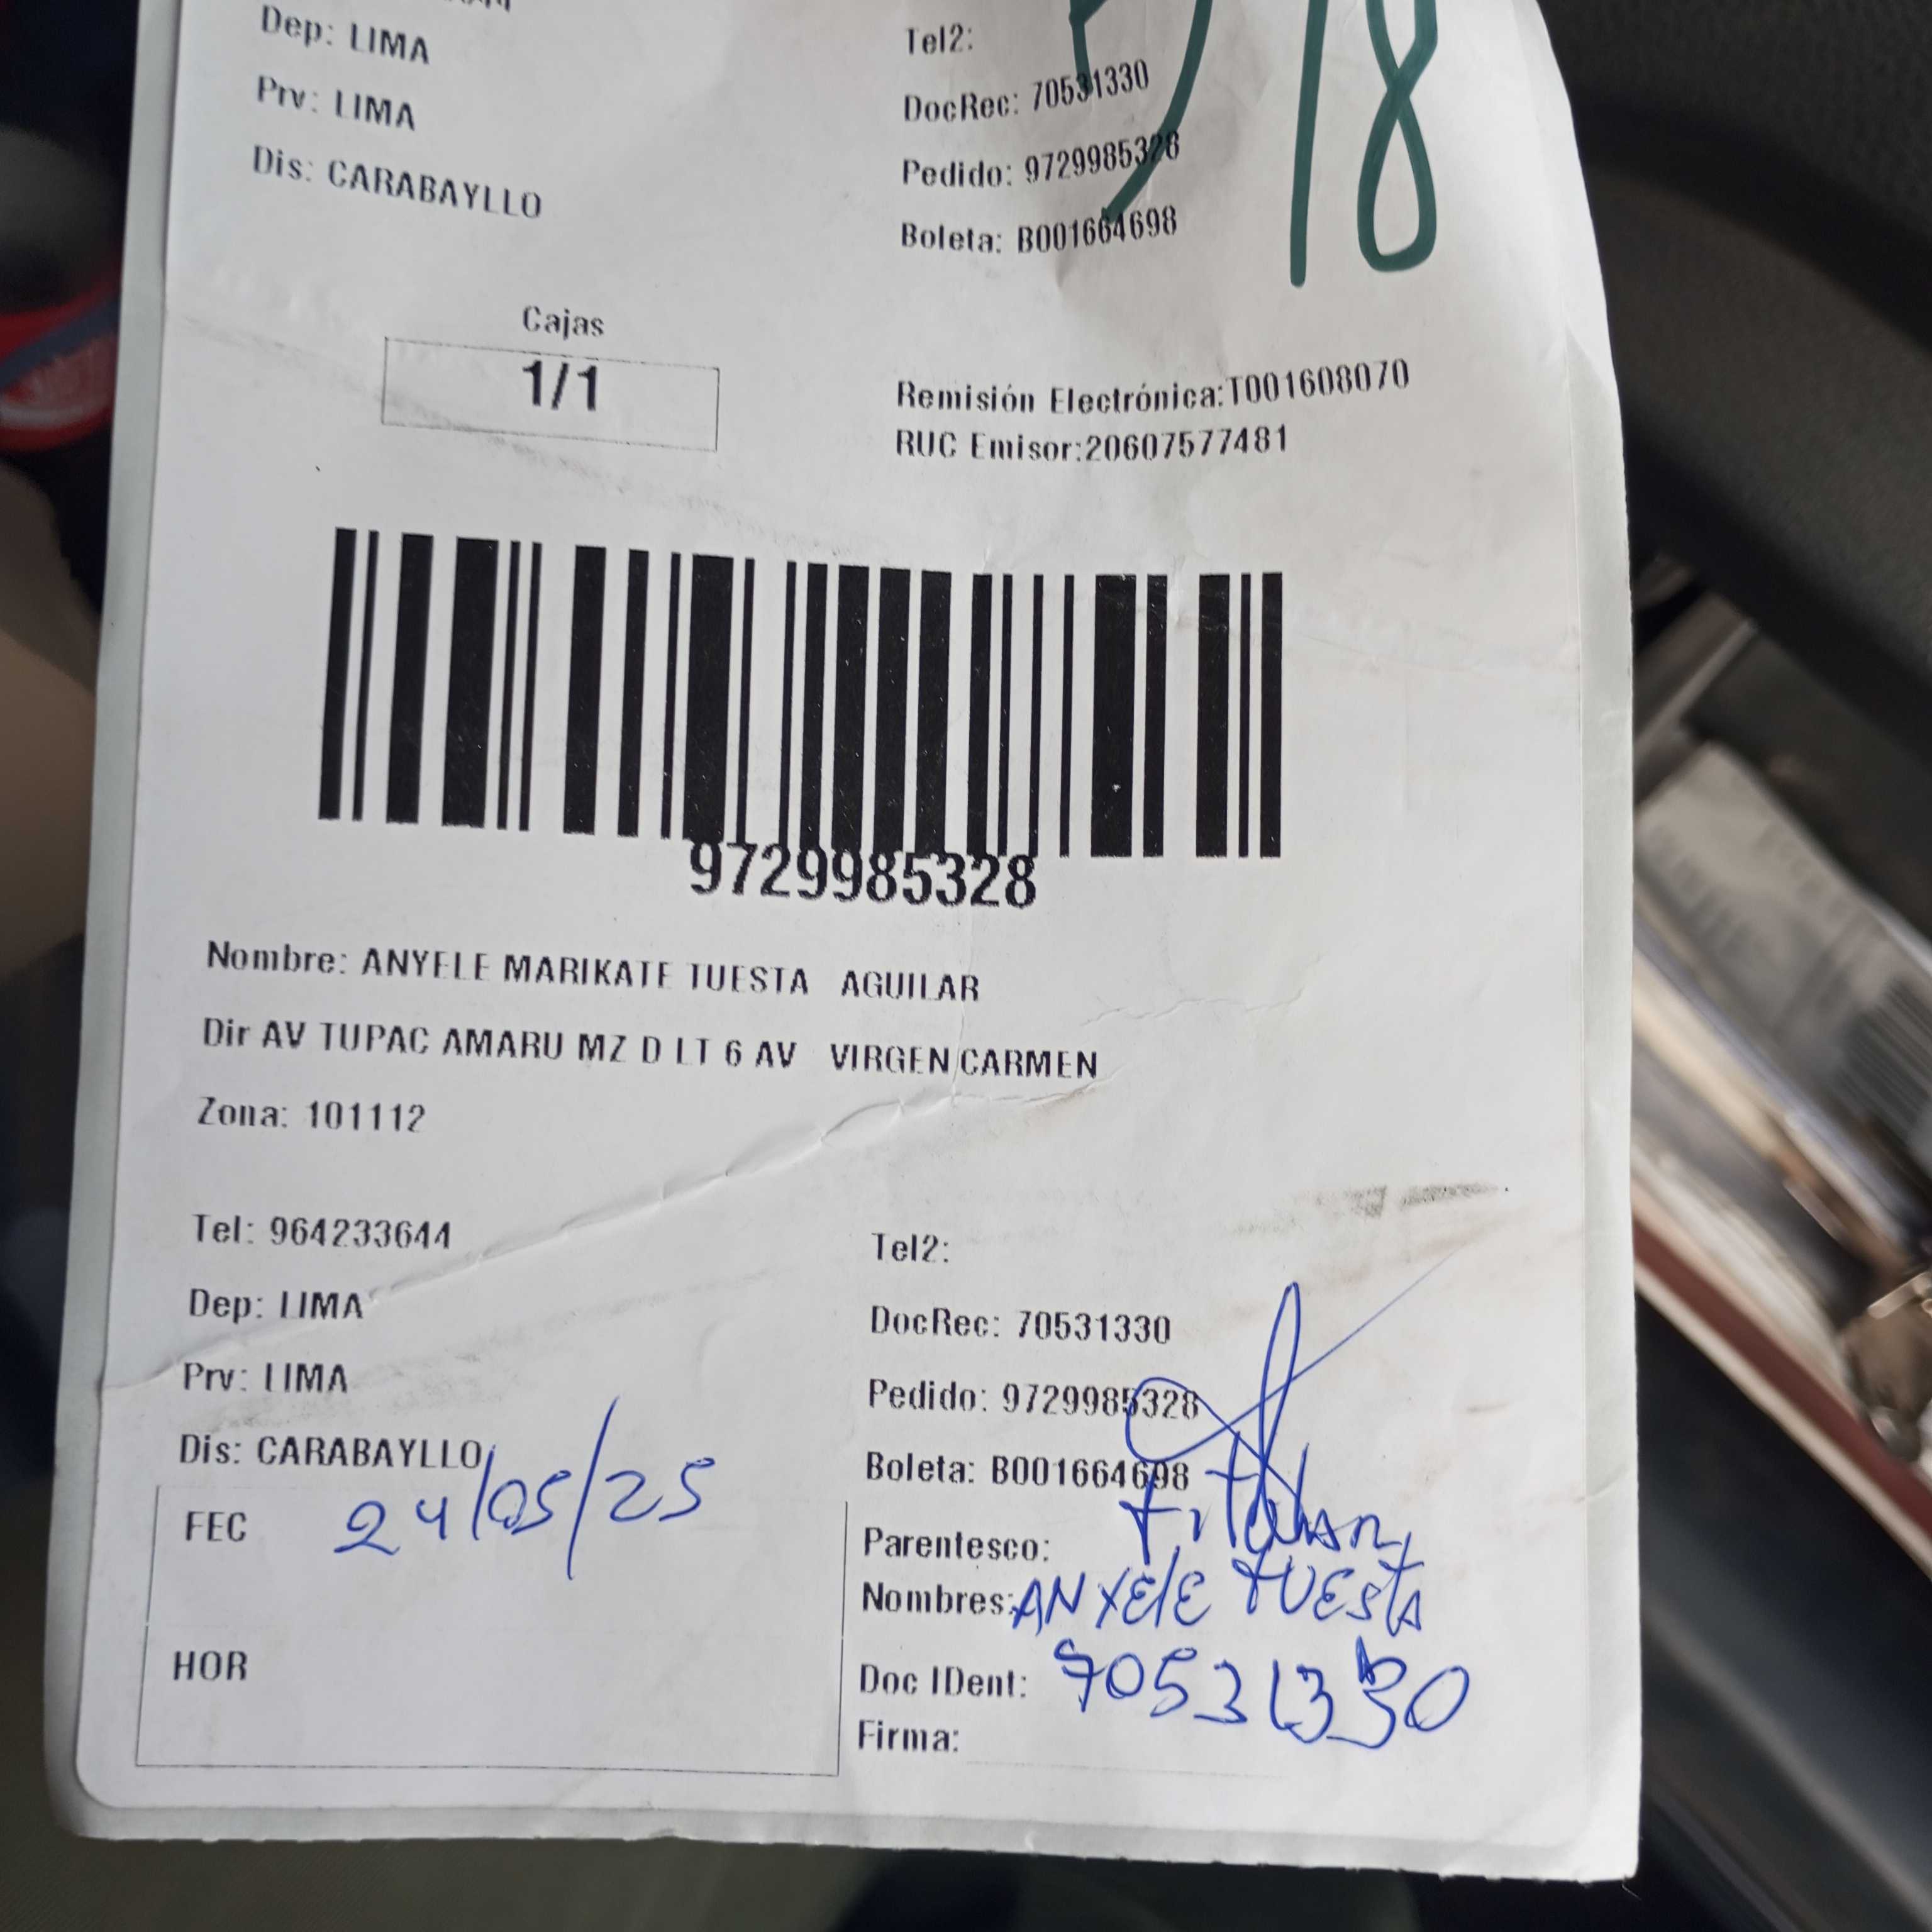 Dep: LIMA
Prv: LIMA
Dis: CARABAYLLO
Tel2:
DocRec: 70531330
Pedido: 9729985328
Boleta: B001664698
18
Cajas
1/1
Remisión Electrónica:T001608070
RUC Emisor:20607577481
9729985328
Nombre: ANYELE MARIKATE TUESTA AGUILAR
Dir AV TUPAC AMARU MZ D LT 6 AV VIRGEN CARMEN
Zona: 101112
Tel: 964233644
Dep: LIMA
Prv: LIMA
Dis: CARABAYLLO
FEC 24/05/25
HOR
Tel2:
DocRec: 70531330
Pedido: 9729985328
Boleta: B001664698
Parentesco: titular
Nombres: ANYELE TUESTA
Doc IDent: 70531330
Firma: